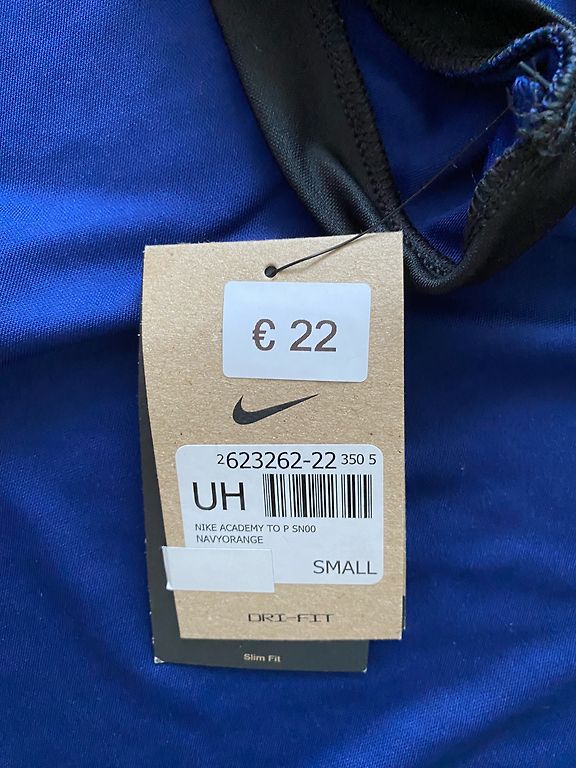 € 22
2623262-22 350 5
UH
NIKE ACADEMY TO P SN00
NAVYORANGE
SMALL
DRI-FIT
Slim Fit